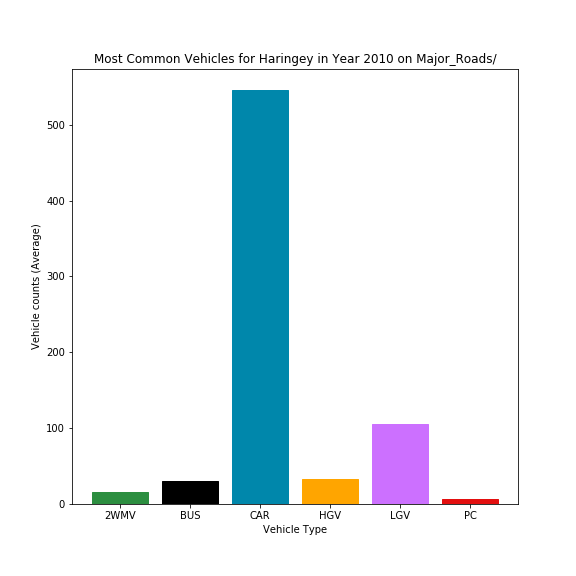 Most Common Vehicles for Haringey in Year 2010 on Major_Roads/
Vehicle counts (Average)
500
400
300
200
100
0
2WMV BUS CAR HGV LGV PC
Vehicle Type